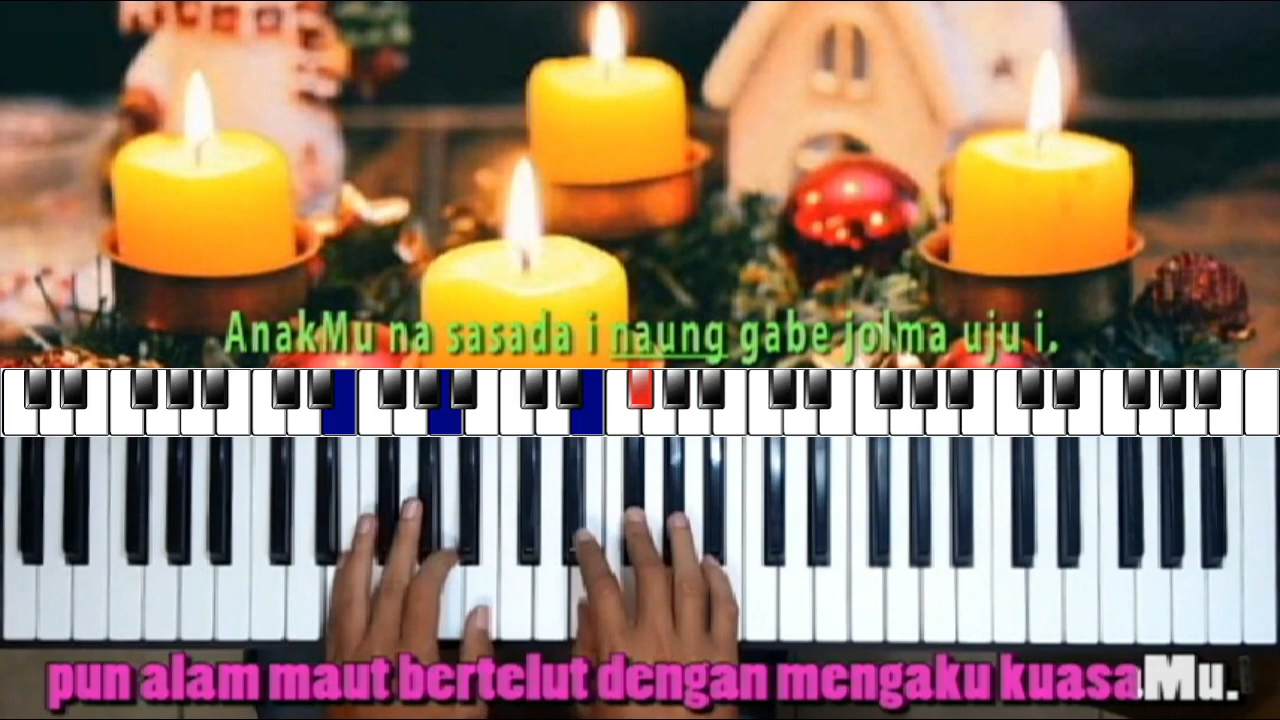 AnakMu na sasada i naung gabe jolma uju i,
pun alam maut bertelut dengan mengaku kuasaMu.